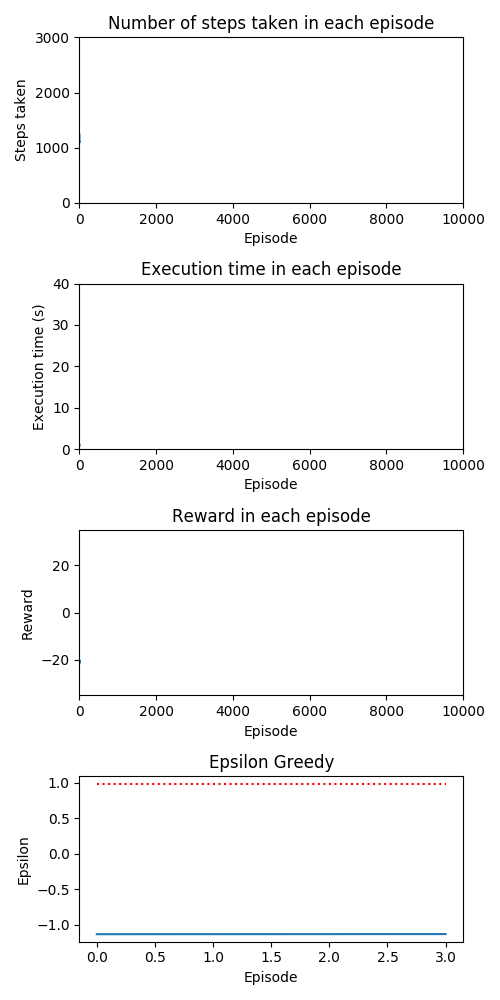 Number of steps taken in each episode
3000
2000
1000
0
Steps taken
0 2000 4000 6000 8000 10000
Episode
Execution time in each episode
40
30
20
10
0
Execution time (s)
0 2000 4000 6000 8000 10000
Episode
Reward in each episode
20
0
−20
Reward
0 2000 4000 6000 8000 10000
Episode
Epsilon Greedy
1.0
0.5
0.0
−0.5
−1.0
Epsilon
0.0 0.5 1.0 1.5 2.0 2.5 3.0
Episode